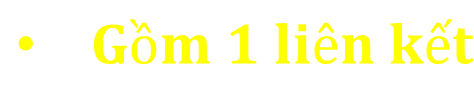 • Gồm 1 liên kết